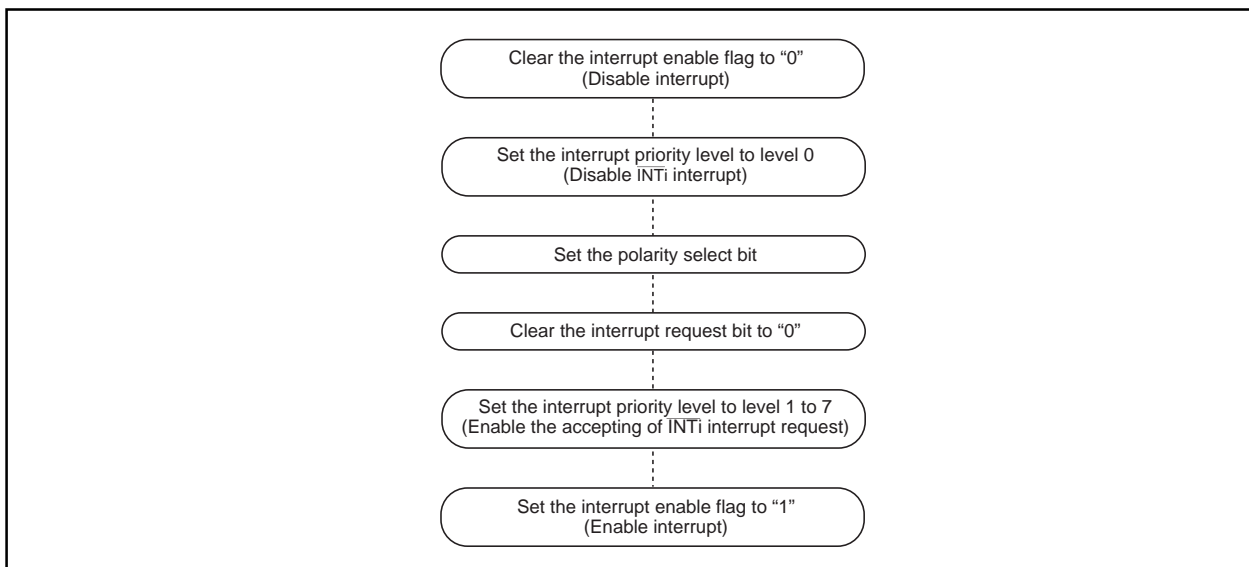 Clear the interrupt enable flag to “0”
(Disable interrupt)
Set the interrupt priority level to level 0
(Disable INTi interrupt)
Set the polarity select bit
Clear the interrupt request bit to “0”
Set the interrupt priority level to level 1 to 7
(Enable the accepting of INTi interrupt request)
Set the interrupt enable flag to “1”
(Enable interrupt)